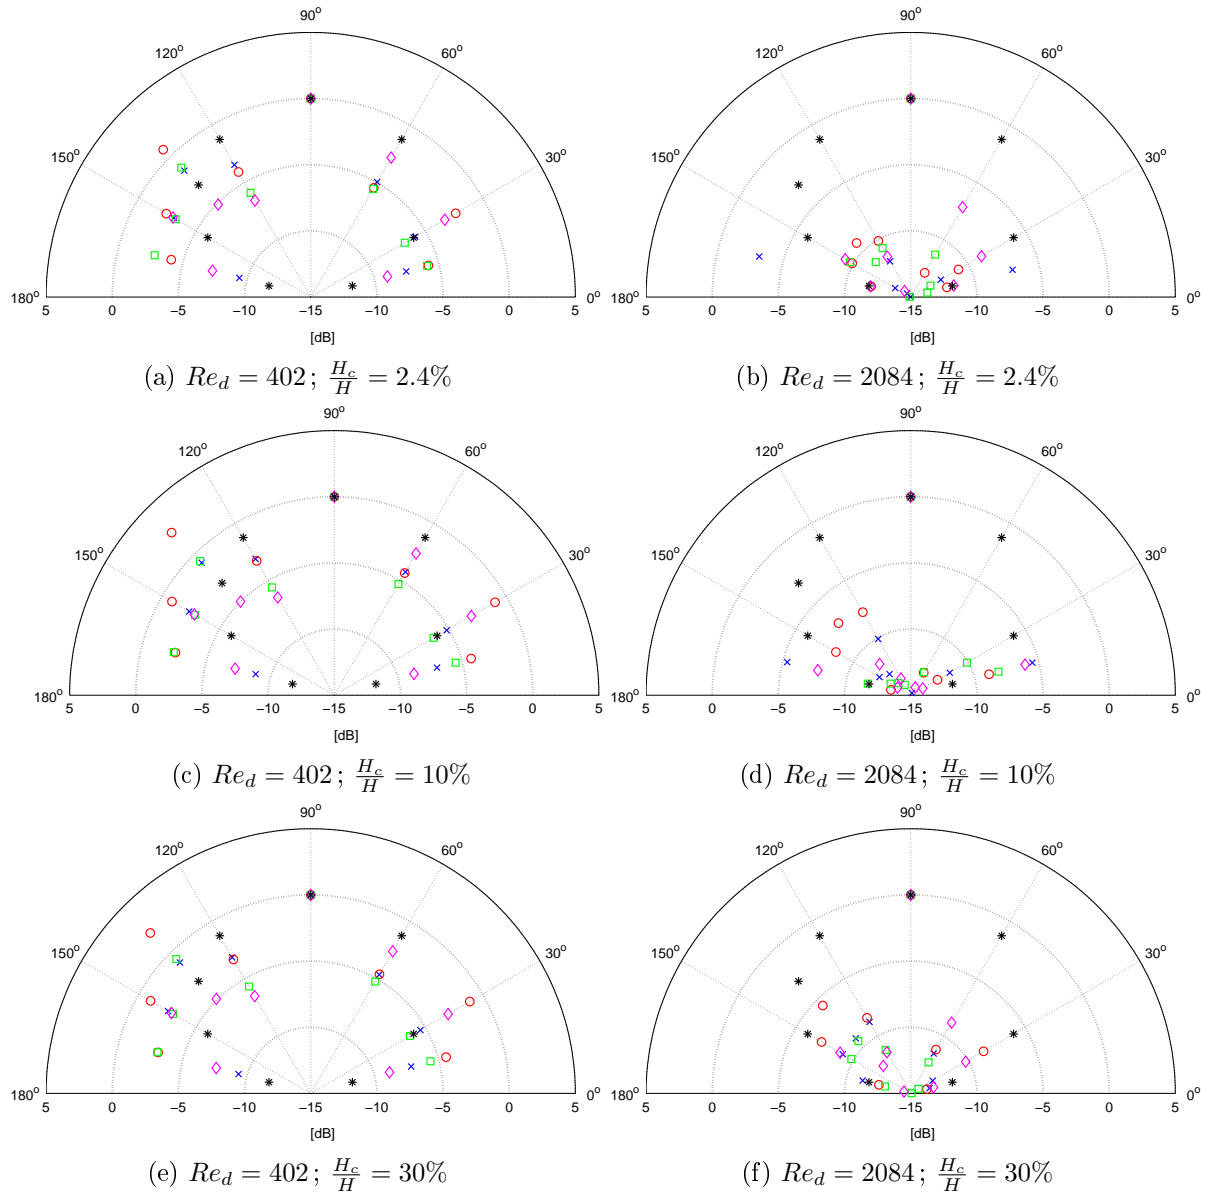 90° 90°
120° 60° 120° 60°
150° 30° 150° 30°
180° 0° 180° 0°
5 0 −5 −10 −15 −10 −5 0 5 5 0 −5 −10 −15 −10 −5 0 5
[dB] [dB]
(a) Re_d = 402 ; H_c/H = 2.4% (b) Re_d = 2084 ; H_c/H = 2.4%
90° 90°
120° 60° 120° 60°
150° 30° 150° 30°
180° 0° 180° 0°
5 0 −5 −10 −15 −10 −5 0 5 5 0 −5 −10 −15 −10 −5 0 5
[dB] [dB]
(c) Re_d = 402 ; H_c/H = 10% (d) Re_d = 2084 ; H_c/H = 10%
90° 90°
120° 60° 120° 60°
150° 30° 150° 30°
180° 0° 180° 0°
5 0 −5 −10 −15 −10 −5 0 5 5 0 −5 −10 −15 −10 −5 0 5
[dB] [dB]
(e) Re_d = 402 ; H_c/H = 30% (f) Re_d = 2084 ; H_c/H = 30%